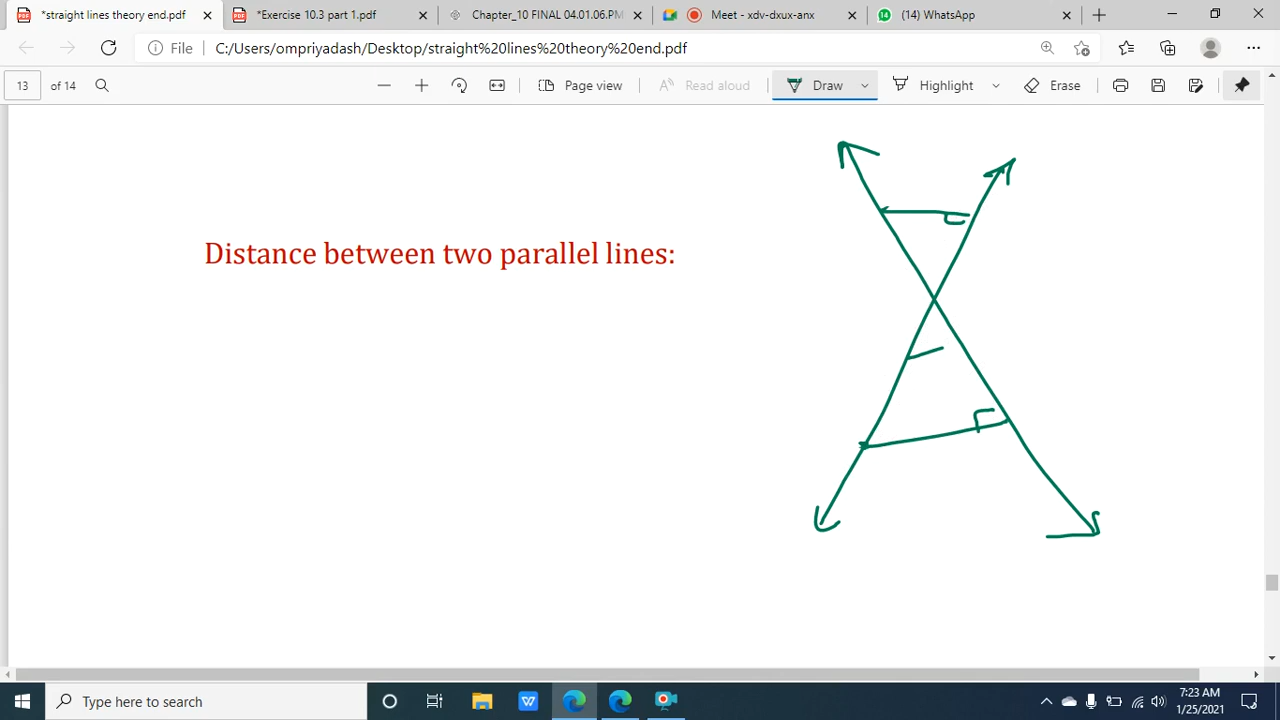 *straight lines theory end.pdf
*Exercise 10.3 part 1.pdf
Chapter_10 FINAL 04.01.06.PM
Meet - xdv-dxux-anx
(14) WhatsApp
File
C:/Users/ompriyadash/Desktop/straight%20lines%20theory%20end.pdf
13 of 14
Page view
Read aloud
Draw
Highlight
Erase
Distance between two parallel lines:
Type here to search
7:23 AM
1/25/2021